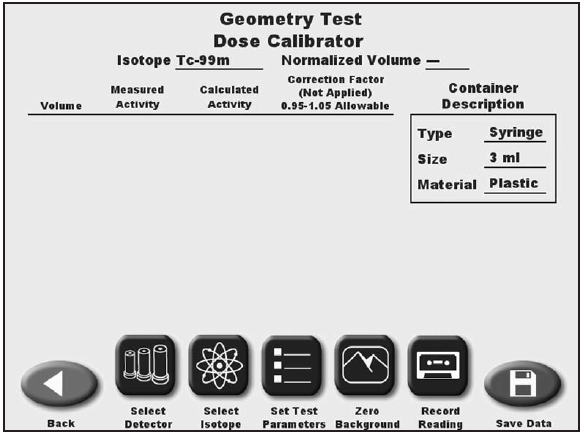 Geometry Test
Dose Calibrator
Isotope Tc-99m Normalized Volume —
Volume
Measured
Activity
Calculated
Activity
Correction Factor
(Not Applied)
0.95-1.05 Allowable
Container
Description
Type Syringe
Size 3 ml
Material Plastic
Back
Select
Detector
Select
Isotope
Set Test
Parameters
Zero
Background
Record
Reading
Save Data